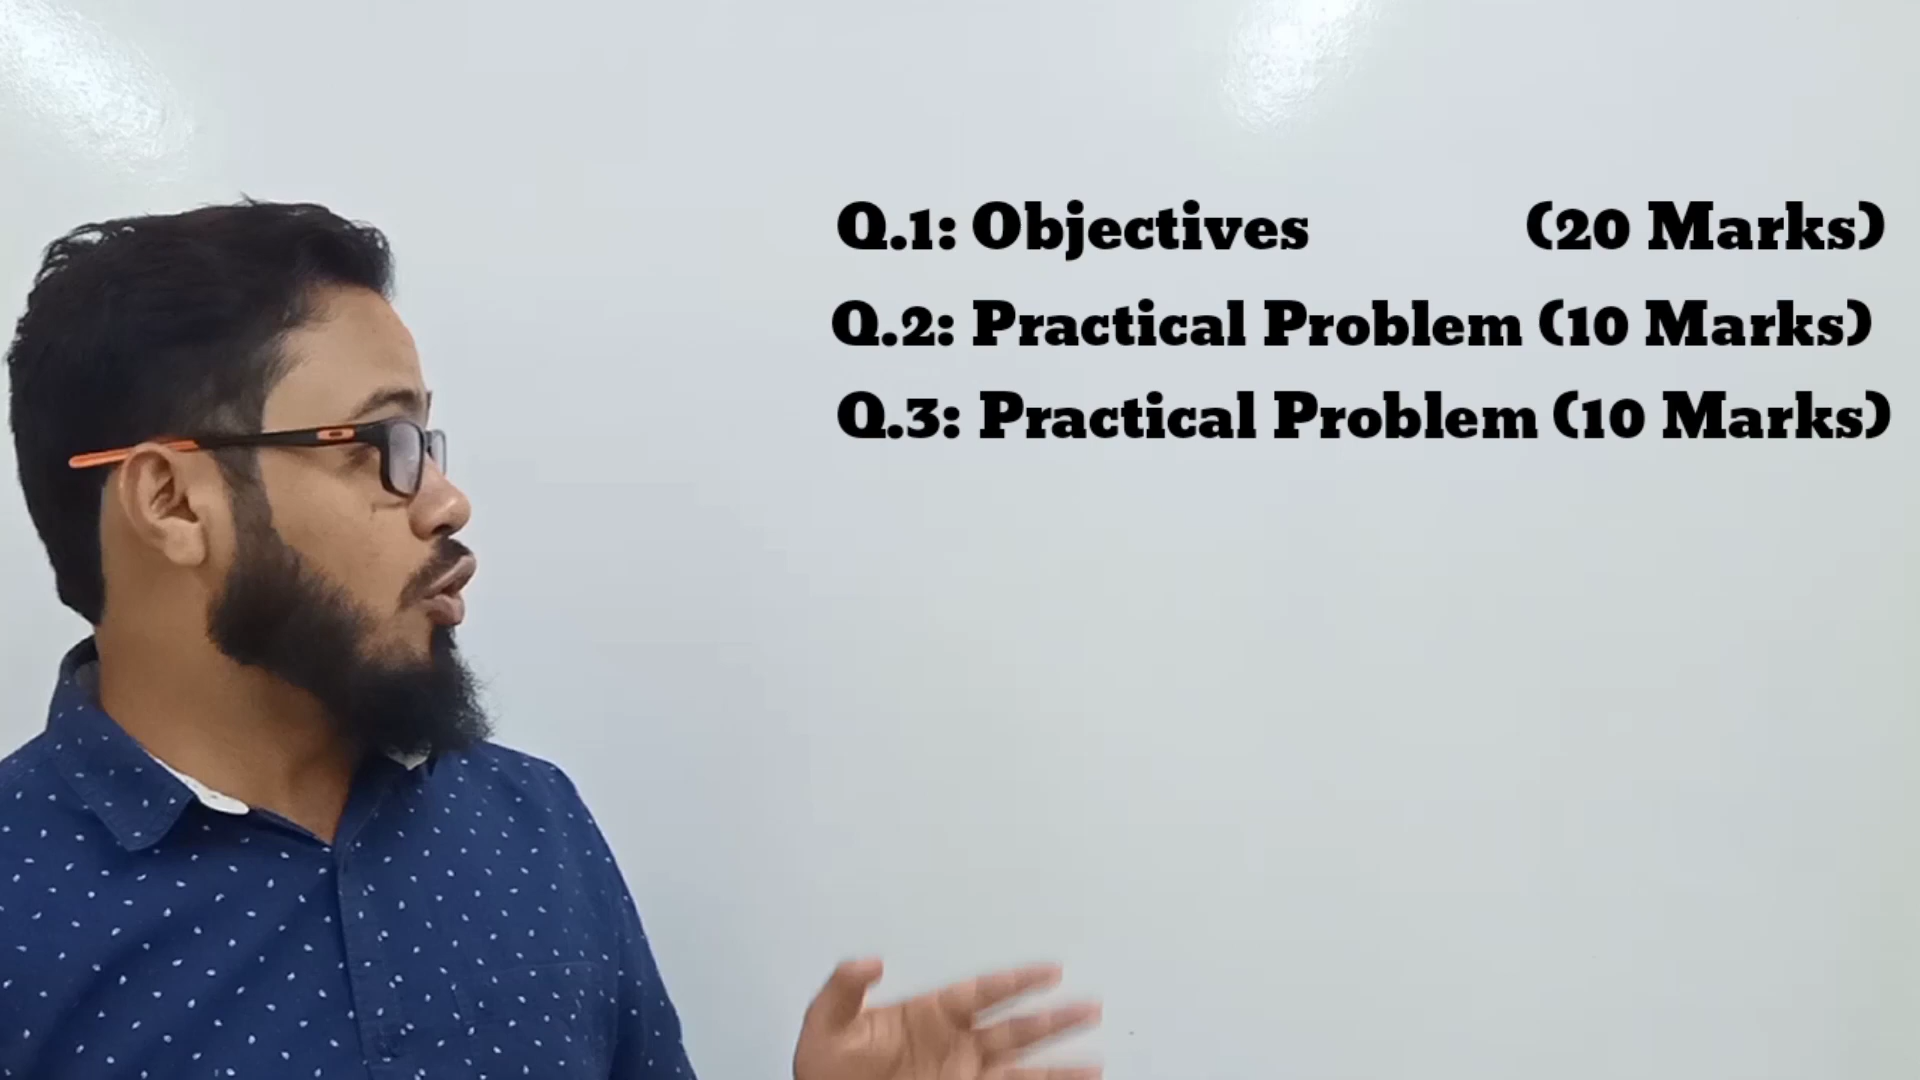 Q.1: Objectives (20 Marks)
Q.2: Practical Problem (10 Marks)
Q.3: Practical Problem (10 Marks)